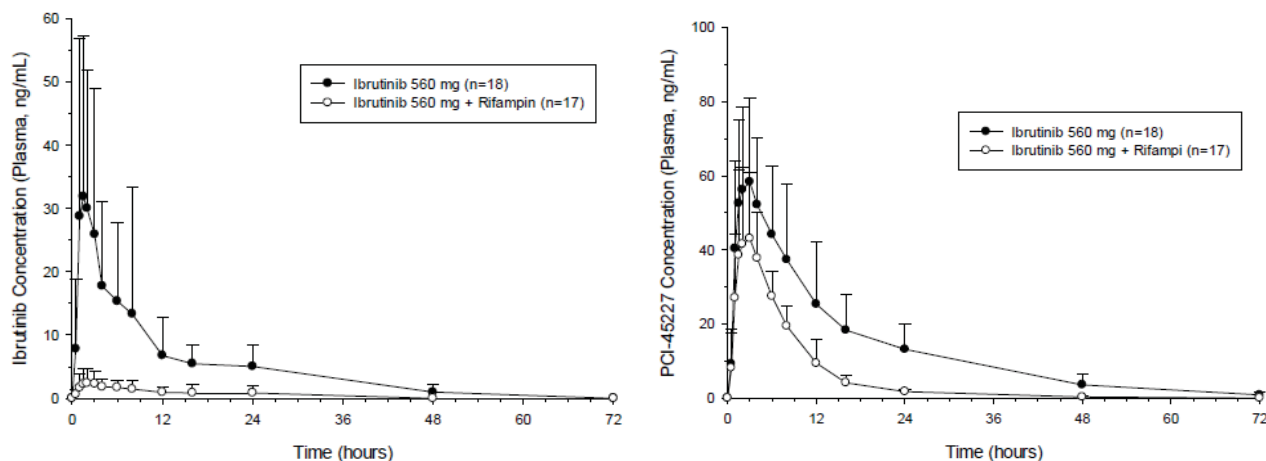 Ibrutinib Concentration (Plasma, ng/mL)
60
50
40
30
20
10
0
Ibrutinib 560 mg (n=18)
Ibrutinib 560 mg + Rifampin (n=17)
0 12 24 36 48 60 72
Time (hours)
PCI-45227 Concentration (Plasma, ng/mL)
100
80
60
40
20
0
Ibrutinib 560 mg (n=18)
Ibrutinib 560 mg + Rifampi (n=17)
0 12 24 36 48 60 72
Time (hours)